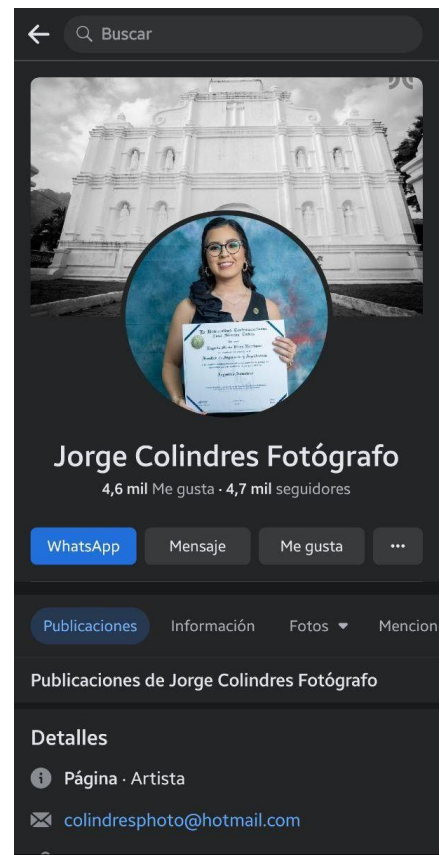 Buscar
Jorge Colindres Fotógrafo
4,6 mil Me gusta · 4,7 mil seguidores
WhatsApp
Mensaje
Me gusta
...
Publicaciones
Información
Fotos
Mencion
Publicaciones de Jorge Colindres Fotógrafo
Detalles
Página · Artista
colindresphoto@hotmail.com